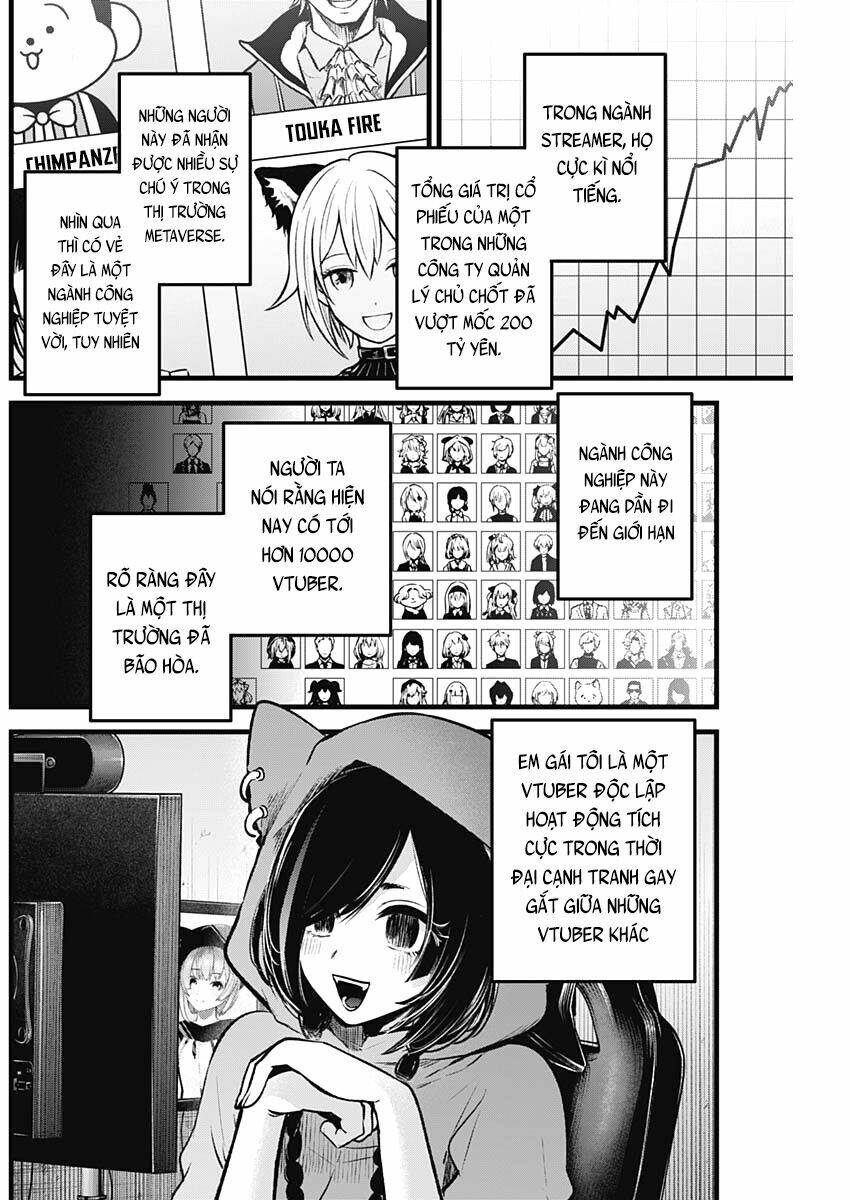 TRONG NGÀNH
STREAMER, HỌ
CỰC KÌ NỔI
TIẾNG.
TỔNG GIÁ TRỊ CỔ
PHIẾU CỦA MỘT
TRONG NHỮNG
CÔNG TY QUẢN
LÝ CHỦ CHỐT ĐÃ
VƯỢT MỐC 200
TỶ YÊN.
TOUKA FIRE
CHIMPANZE
NHỮNG NGƯỜI
NÀY ĐÃ NHẬN
ĐƯỢC NHIỀU SỰ
CHÚ Ý TRONG
THỊ TRƯỜNG
METAVERSE.
NHÌN QUA
THÌ CÓ VẺ
ĐÂY LÀ MỘT
NGÀNH CÔNG
NGHIỆP TUYỆT
VỜI, TUY NHIÊN
NGÀNH CÔNG
NGHIỆP NÀY
ĐANG DẦN ĐI
ĐẾN GIỚI HẠN
NGƯỜI TA
NÓI RẰNG HIỆN
NAY CÓ TỚI
HƠN 10000
VTUBER.
RÕ RÀNG ĐÂY
LÀ MỘT THỊ
TRƯỜNG ĐÃ
BÃO HÒA.
EM GÁI TÔI LÀ MỘT
VTUBER ĐỘC LẬP
HOẠT ĐỘNG TÍCH
CỰC TRONG THỜI
ĐẠI CẠNH TRANH GAY
GẮT GIỮA NHỮNG
VTUBER KHÁC